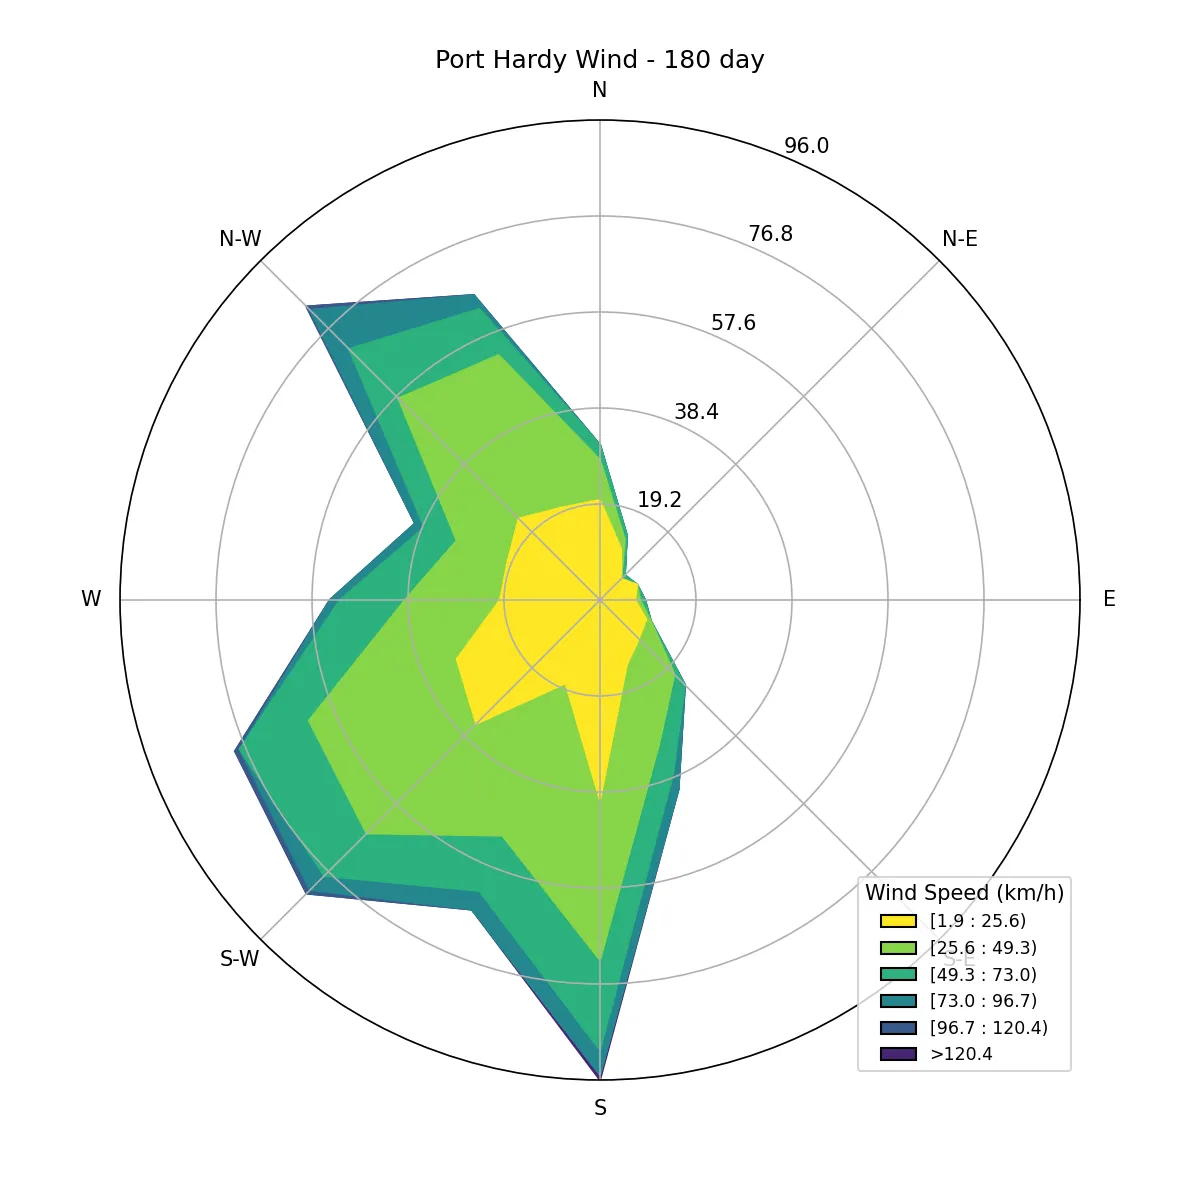 Port Hardy Wind - 180 day
N
96.0
76.8
N-W
N-E
57.6
38.4
19.2
W
E
Wind Speed (km/h)
[1.9 : 25.6)
[25.6 : 49.3)
S-W
S-E
[49.3 : 73.0)
[73.0 : 96.7)
[96.7 : 120.4)
>120.4
S